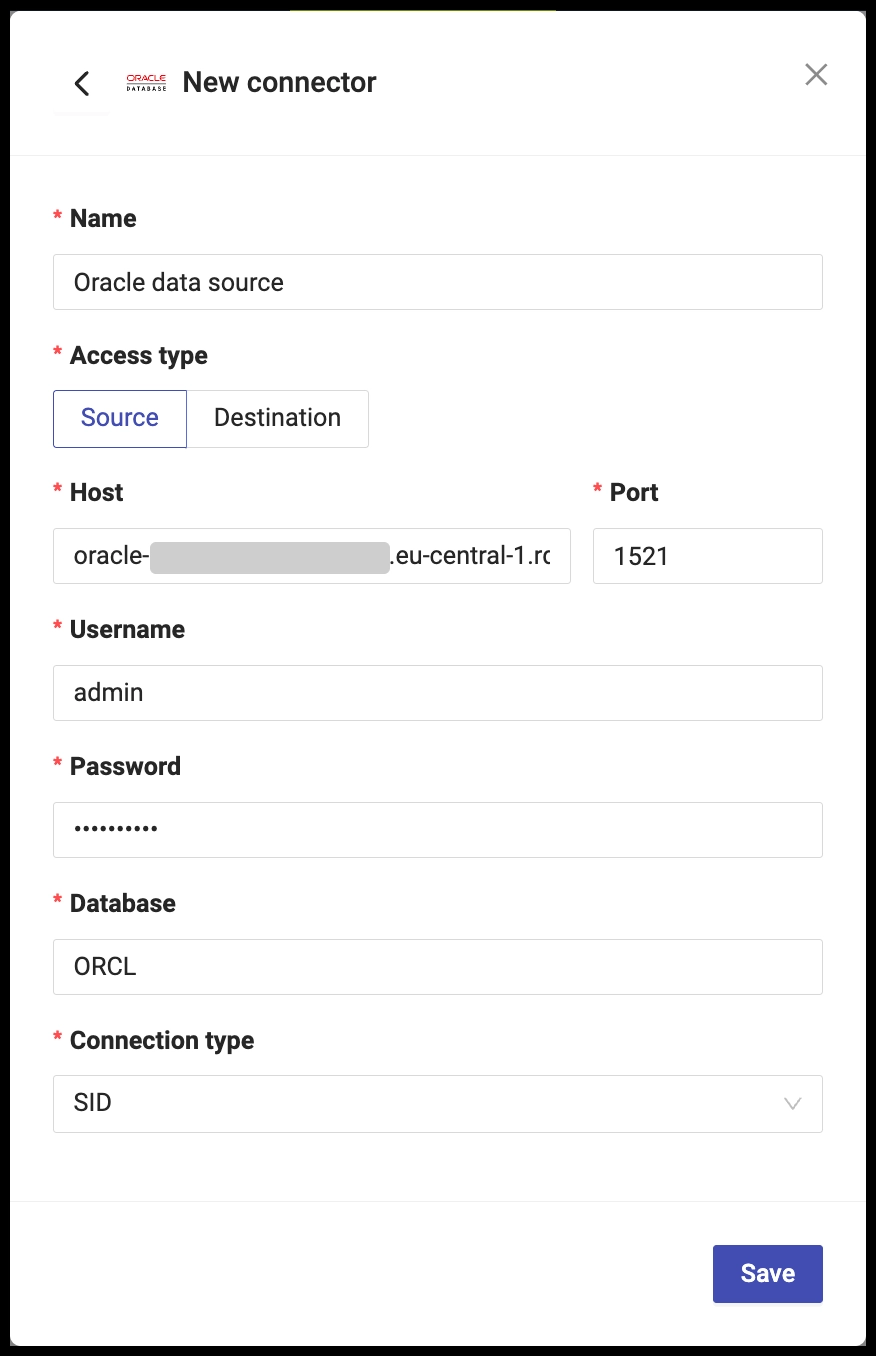 ORACLE
DATABASE
New connector
* Name
Oracle data source
* Access type
Source Destination
* Host * Port
oracle- .eu-central-1.rc 1521
* Username
admin
* Password
••••••••••
* Database
ORCL
* Connection type
SID
Save